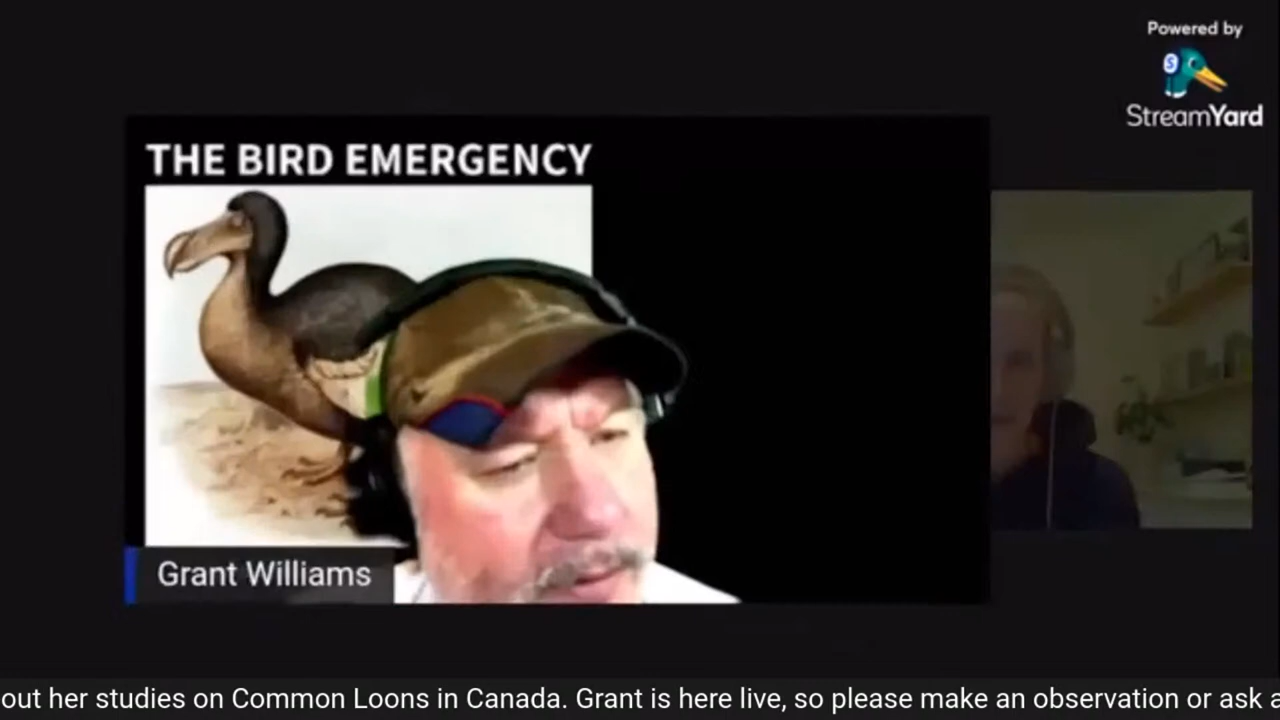 Powered by
StreamYard
THE BIRD EMERGENCY
Grant Williams
out her studies on Common Loons in Canada. Grant is here live, so please make an observation or ask a